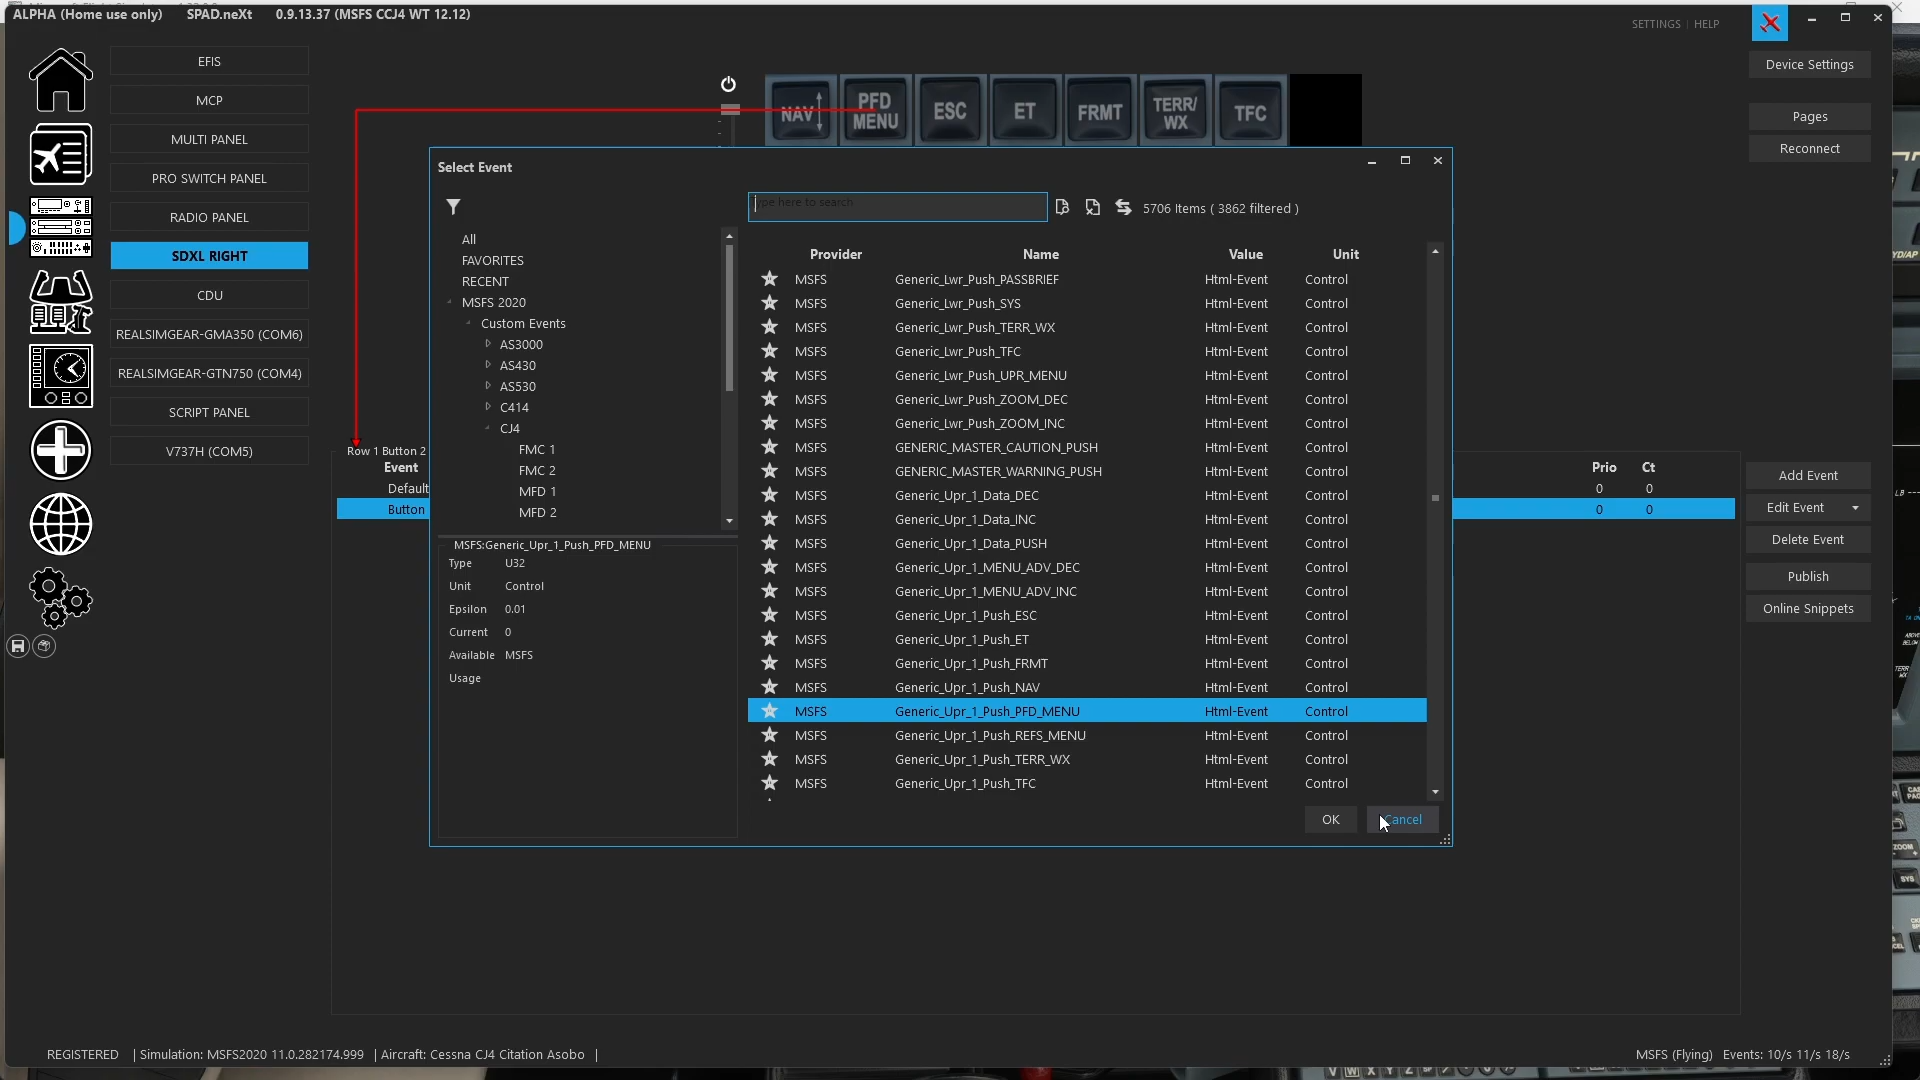 ALPHA (Home use only) SPAD.neXt 0.9.13.37 (MSFS CCJ4 WT 12.12)
SETTINGS | HELP
EFIS
MCP
MULTI PANEL
PRO SWITCH PANEL
RADIO PANEL
SDXL RIGHT
CDU
REALSIMGEAR-GMA350 (COM6)
REALSIMGEAR-GTN750 (COM4)
SCRIPT PANEL
V737H (COM5)
NAV
PFD MENU
ESC
ET
FRMT
TERR/ WX
TFC
Device Settings
Pages
Reconnect
Row 1 Button 2
Event
Default
Button
Select Event
5706 Items ( 3862 filtered )
All
FAVORITES
RECENT
MSFS 2020
Custom Events
AS3000
AS430
AS530
C414
CJ4
FMC 1
FMC 2
MFD 1
MFD 2
MSFS:Generic_Upr_1_Push_PFD_MENU
Type U32
Unit Control
Epsilon 0.01
Current 0
Available MSFS
Usage
ype here to search
Provider Name Value Unit
MSFS Generic_Lwr_Push_PASSBRIEF Html-Event Control
MSFS Generic_Lwr_Push_SYS Html-Event Control
MSFS Generic_Lwr_Push_TERR_WX Html-Event Control
MSFS Generic_Lwr_Push_TFC Html-Event Control
MSFS Generic_Lwr_Push_UPR_MENU Html-Event Control
MSFS Generic_Lwr_Push_ZOOM_DEC Html-Event Control
MSFS Generic_Lwr_Push_ZOOM_INC Html-Event Control
MSFS GENERIC_MASTER_CAUTION_PUSH Html-Event Control
MSFS GENERIC_MASTER_WARNING_PUSH Html-Event Control
MSFS Generic_Upr_1_Data_DEC Html-Event Control
MSFS Generic_Upr_1_Data_INC Html-Event Control
MSFS Generic_Upr_1_Data_PUSH Html-Event Control
MSFS Generic_Upr_1_MENU_ADV_DEC Html-Event Control
MSFS Generic_Upr_1_MENU_ADV_INC Html-Event Control
MSFS Generic_Upr_1_Push_ESC Html-Event Control
MSFS Generic_Upr_1_Push_ET Html-Event Control
MSFS Generic_Upr_1_Push_FRMT Html-Event Control
MSFS Generic_Upr_1_Push_NAV Html-Event Control
MSFS Generic_Upr_1_Push_PFD_MENU Html-Event Control
MSFS Generic_Upr_1_Push_REFS_MENU Html-Event Control
MSFS Generic_Upr_1_Push_TERR_WX Html-Event Control
MSFS Generic_Upr_1_Push_TFC Html-Event Control
OK
Cancel
Prio Ct
0 0
0 0
Add Event
Edit Event
Delete Event
Publish
Online Snippets
REGISTERED | Simulation: MSFS2020 11.0.282174.999 | Aircraft: Cessna CJ4 Citation Asobo |
MSFS (Flying) Events: 10/s 11/s 18/s